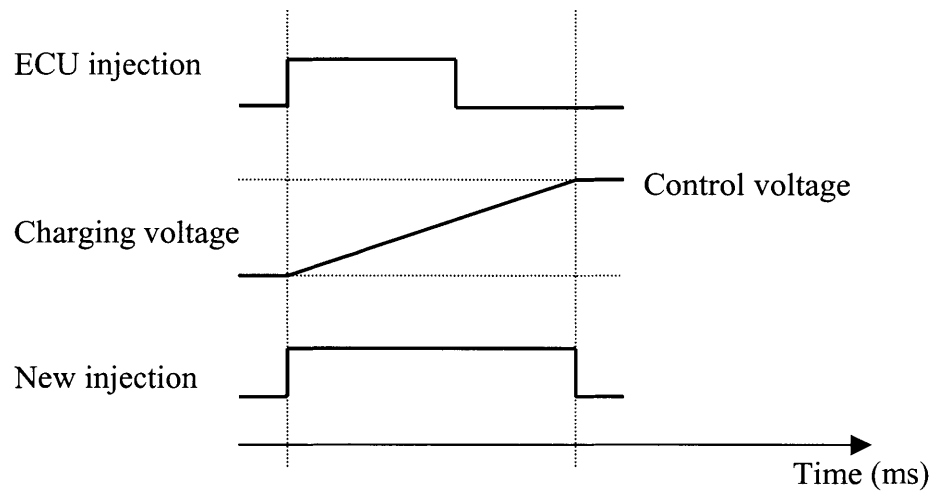 ECU injection
Control voltage
Charging voltage
New injection
Time (ms)